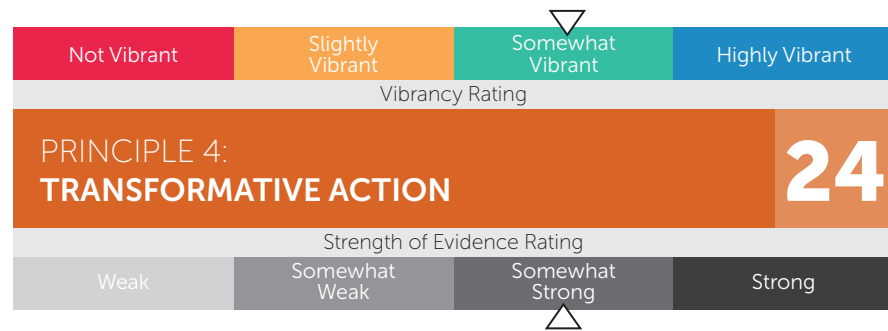 Not Vibrant
Slightly
Vibrant
Somewhat
Vibrant
Highly Vibrant
Vibrancy Rating
PRINCIPLE 4:
TRANSFORMATIVE ACTION
24
Strength of Evidence Rating
Weak
Somewhat
Weak
Somewhat
Strong
Strong